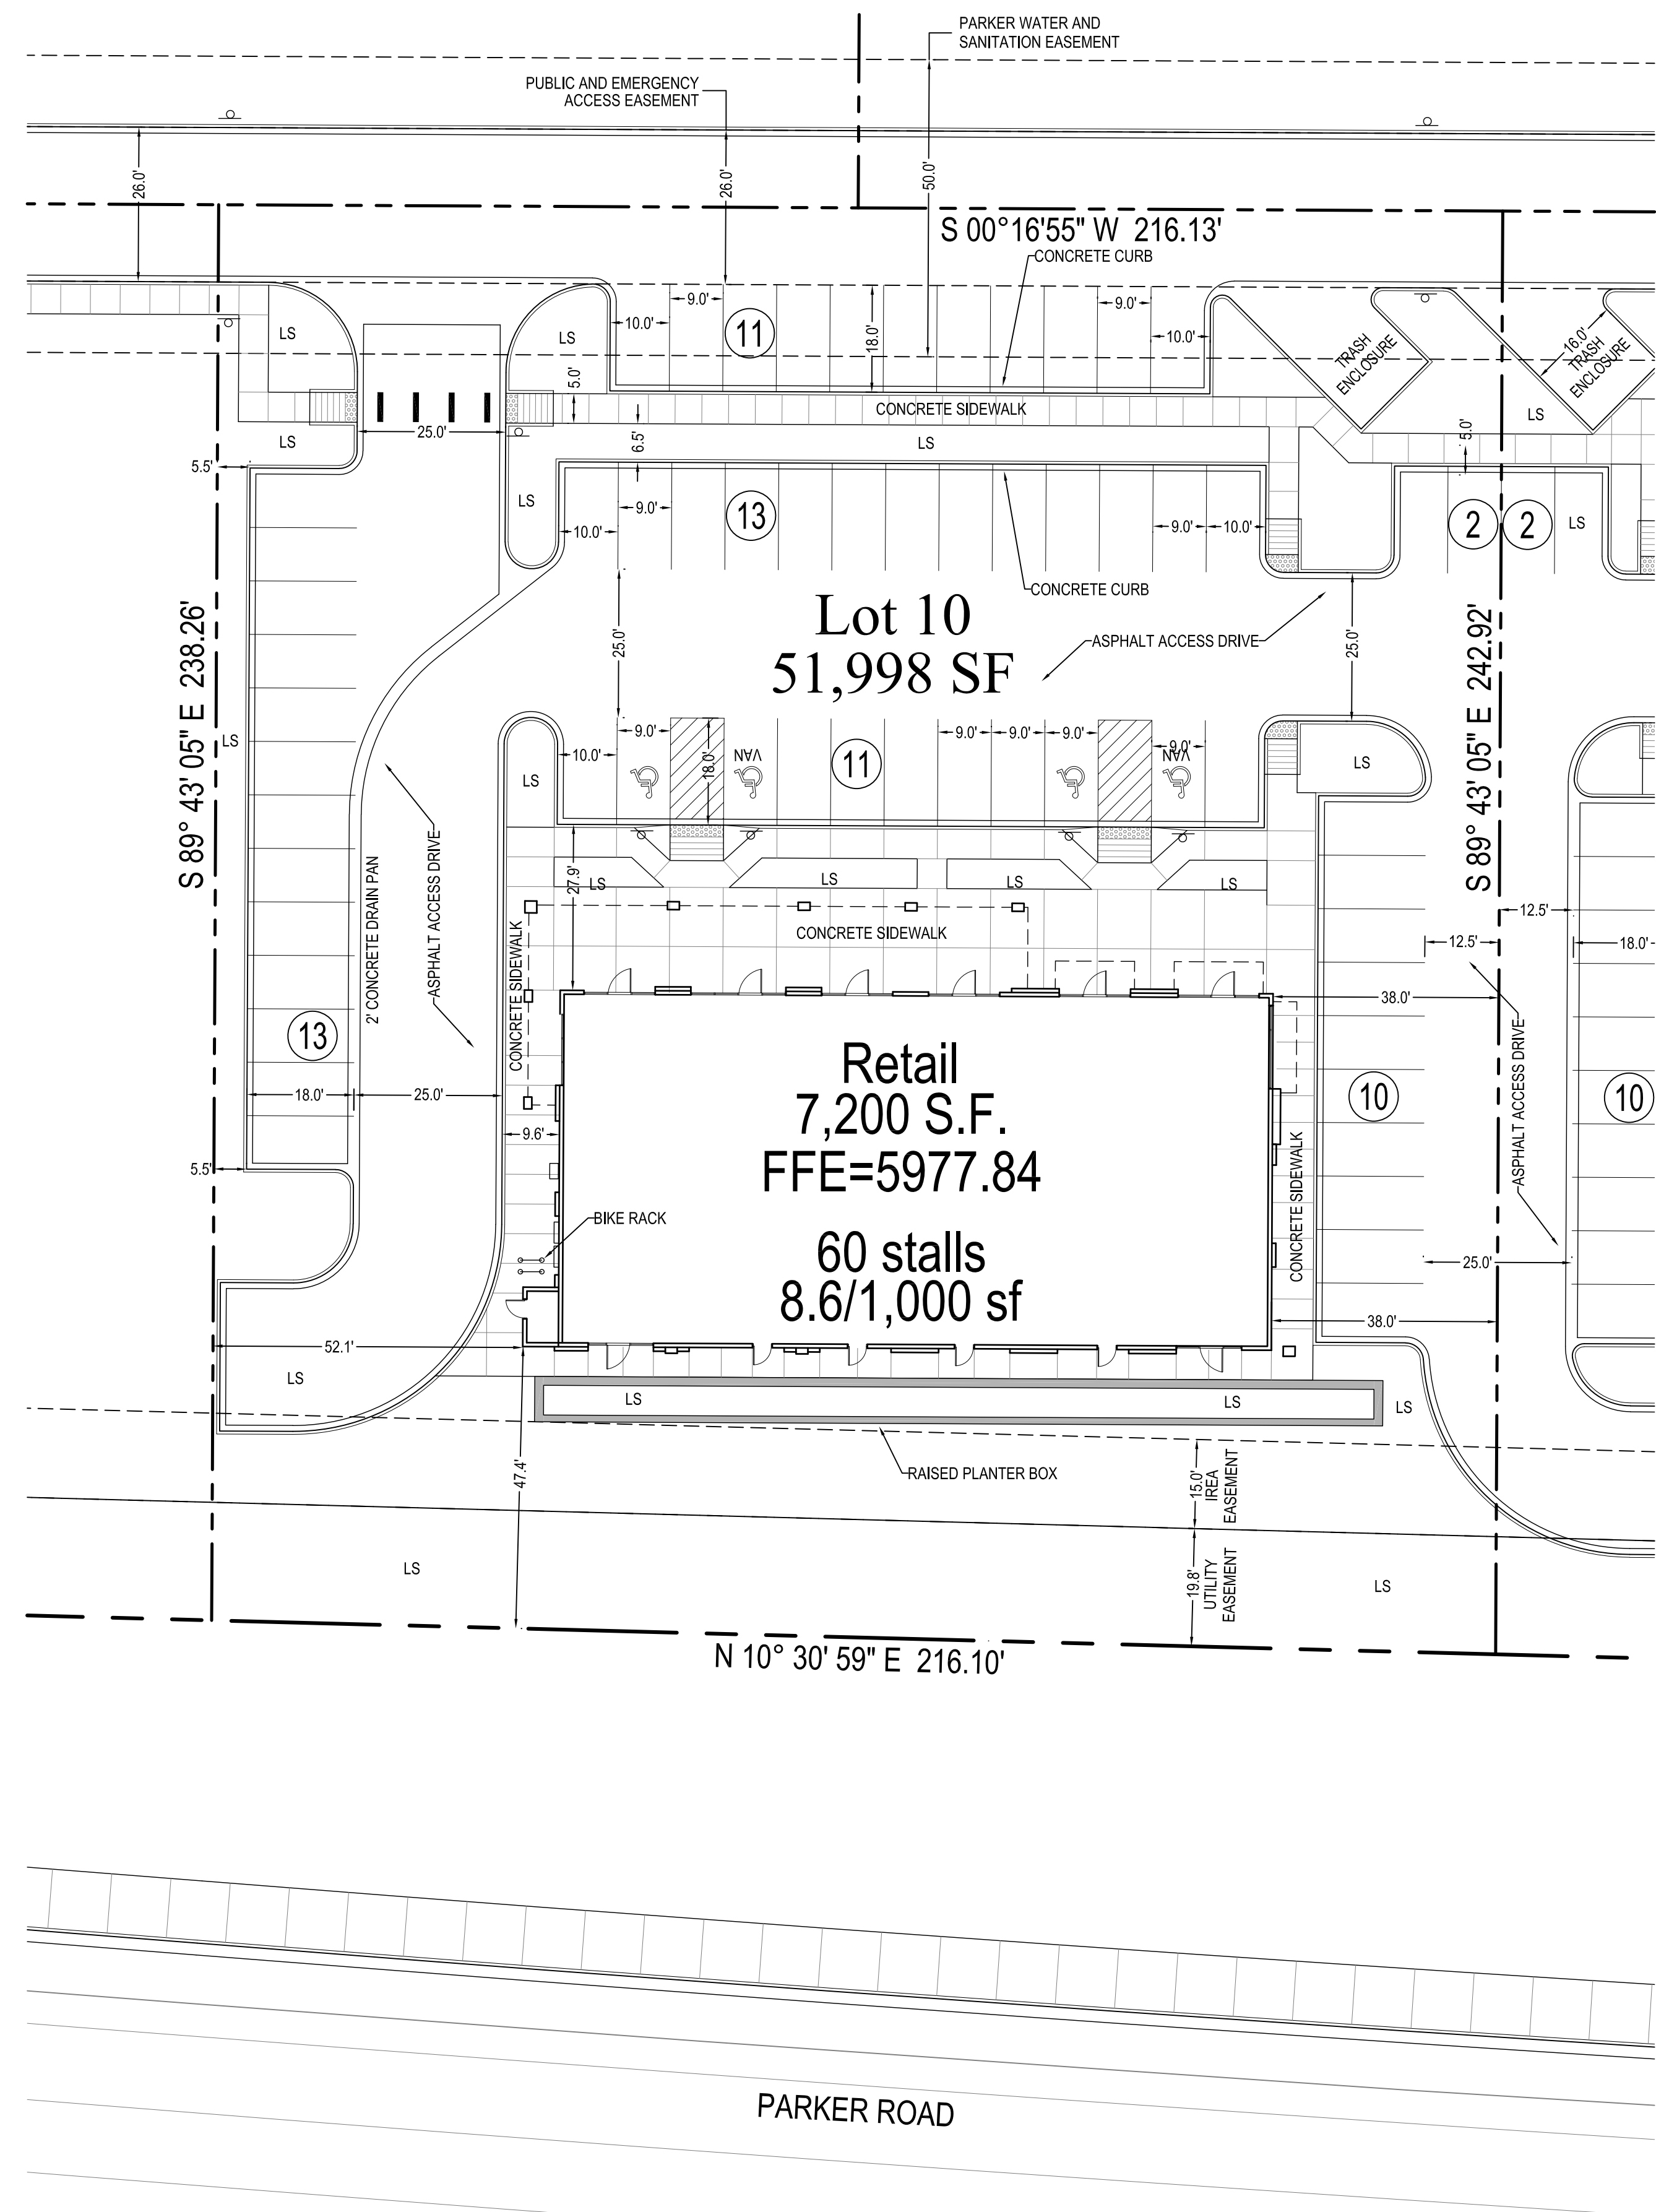 PARKER WATER AND
SANITATION EASEMENT
PUBLIC AND EMERGENCY
ACCESS EASEMENT
26.0'
26.0'
50.0'
S 00°16'55" W 216.13'
CONCRETE CURB
9.0'
9.0'
10.0'
11
18.0'
10.0'
LS
LS
TRASH
ENCLOSURE
16.0'
TRASH
ENCLOSURE
5.0'
CONCRETE SIDEWALK
LS
25.0'
LS
6.5'
LS
5.0'
5.5'
LS
9.0'
13
10.0'
9.0'
10.0'
2
2
LS
CONCRETE CURB
Lot 10
51,998 SF
25.0'
ASPHALT ACCESS DRIVE
25.0'
S 89° 43' 05" E 238.26'
S 89° 43' 05" E 242.92'
LS
9.0'
10.0'
18.0'
VAN
11
9.0'
9.0'
9.0'
9.0'
VAN
LS
LS
2' CONCRETE DRAIN PAN
ASPHALT ACCESS DRIVE
27.9'
LS
LS
LS
LS
CONCRETE SIDEWALK
CONCRETE SIDEWALK
12.5'
12.5'
18.0'
38.0'
ASPHALT ACCESS DRIVE
13
18.0'
25.0'
9.6'
5.5'
Retail
7,200 S.F.
FFE=5977.84
60 stalls
8.6/1,000 sf
BIKE RACK
CONCRETE SIDEWALK
10
10
25.0'
38.0'
52.1'
LS
LS
LS
LS
47.4'
RAISED PLANTER BOX
15.0'
IREA
EASEMENT
19.8'
UTILITY
EASEMENT
LS
LS
N 10° 30' 59" E 216.10'
PARKER ROAD